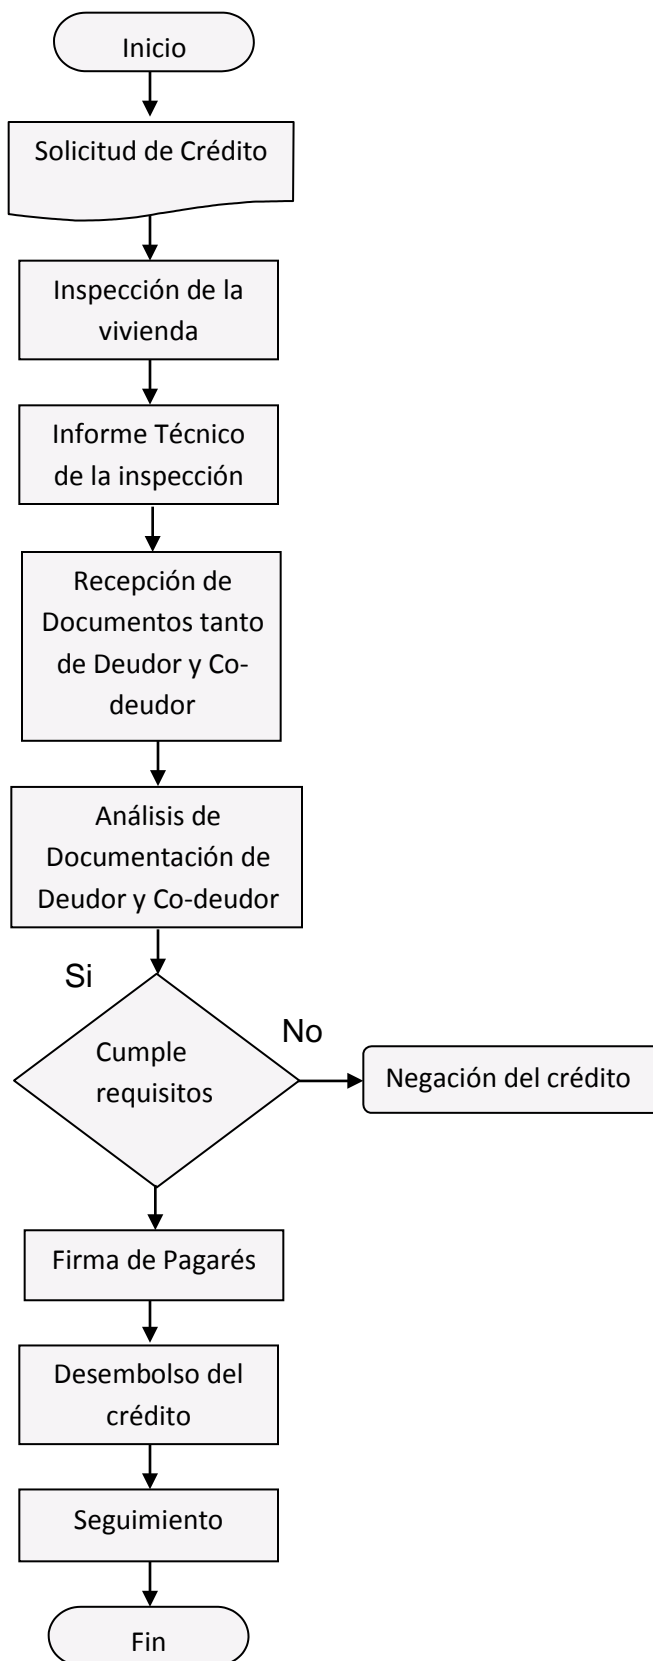 Inicio
Solicitud de Crédito
Inspección de la
vivienda
Informe Técnico
de la inspección
Recepción de
Documentos tanto
de Deudor y Co-
deudor
Análisis de
Documentación de
Deudor y Co-deudor
Si
No
Cumple
requisitos
Negación del crédito
Firma de Pagarés
Desembolso del
crédito
Seguimiento
Fin